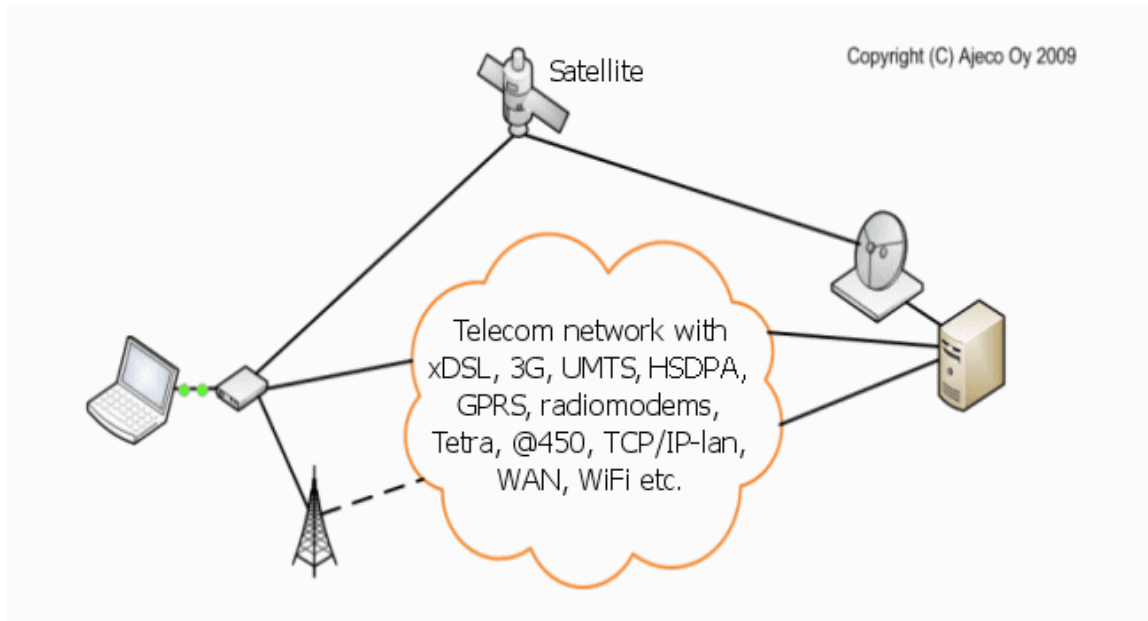 Satellite
Copyright (C) Ajeco Oy 2009
Telecom network with
xDSL, 3G, UMTS, HSDPA,
GPRS, radiomodems,
Tetra, @450, TCP/IP-lan,
WAN, WiFi etc.